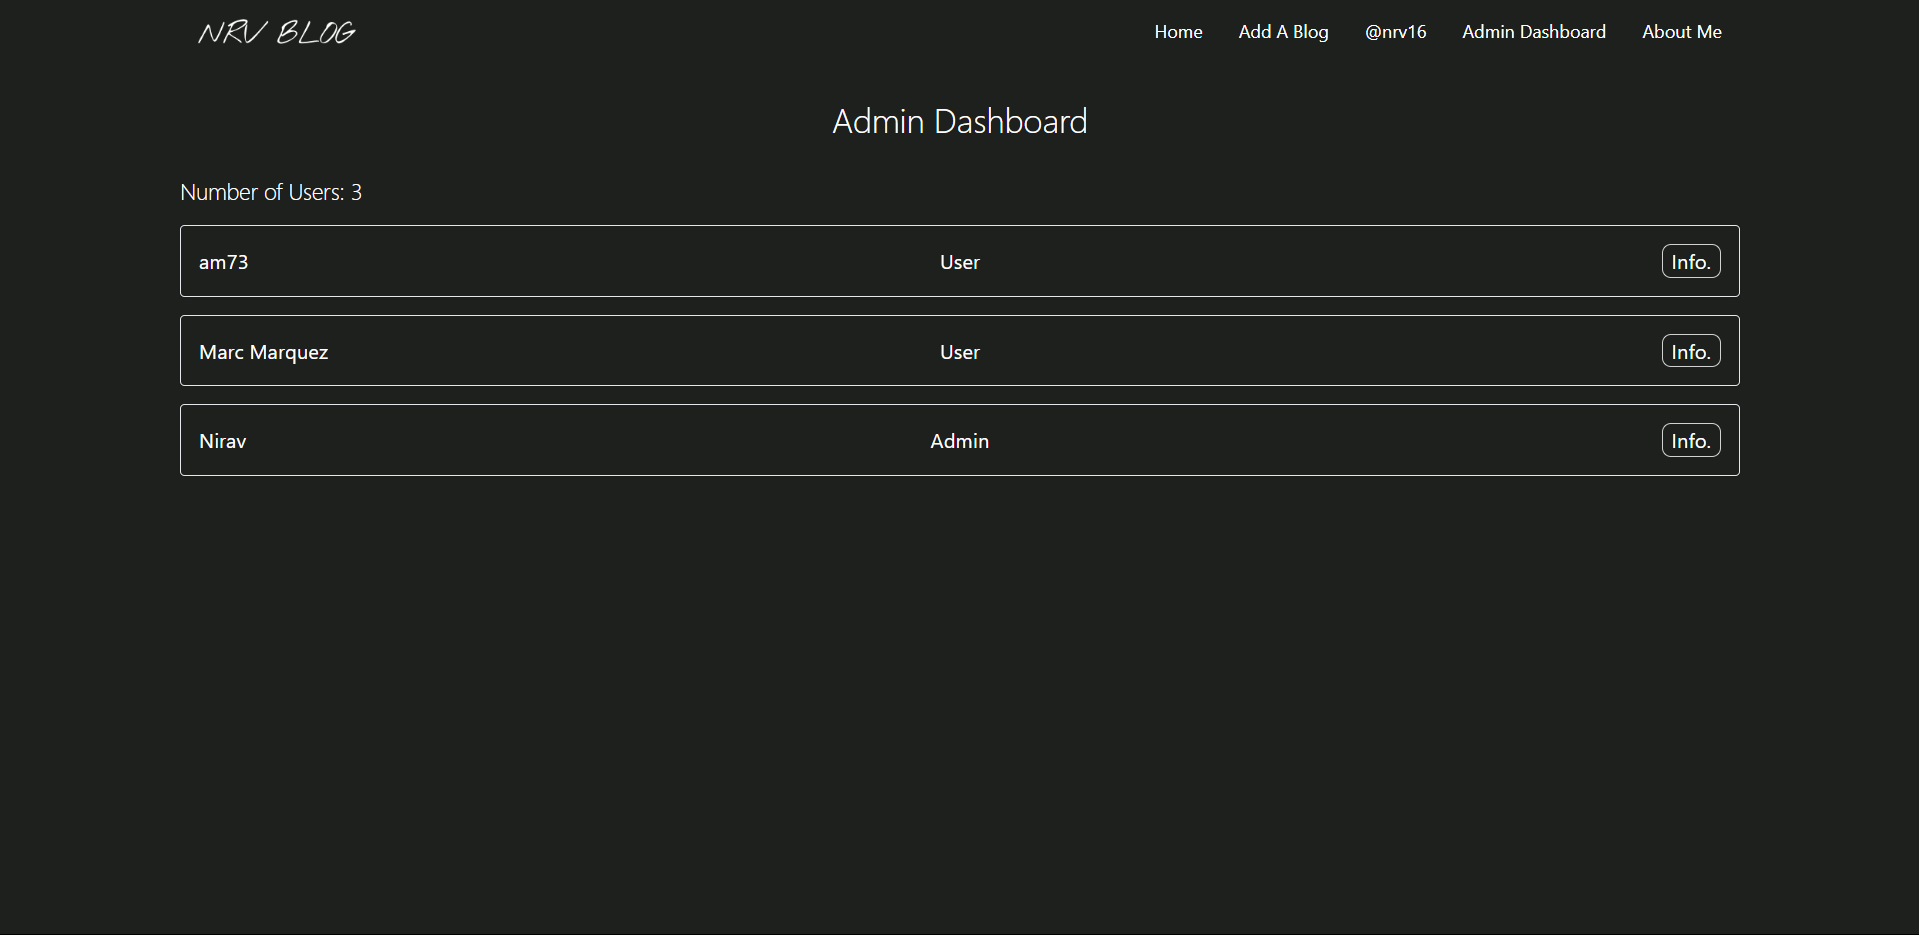 NRV BLOG Home Add A Blog @nrv16 Admin Dashboard About Me
Admin Dashboard
Number of Users: 3
am73 User Info.
Marc Marquez User Info.
Nirav Admin Info.